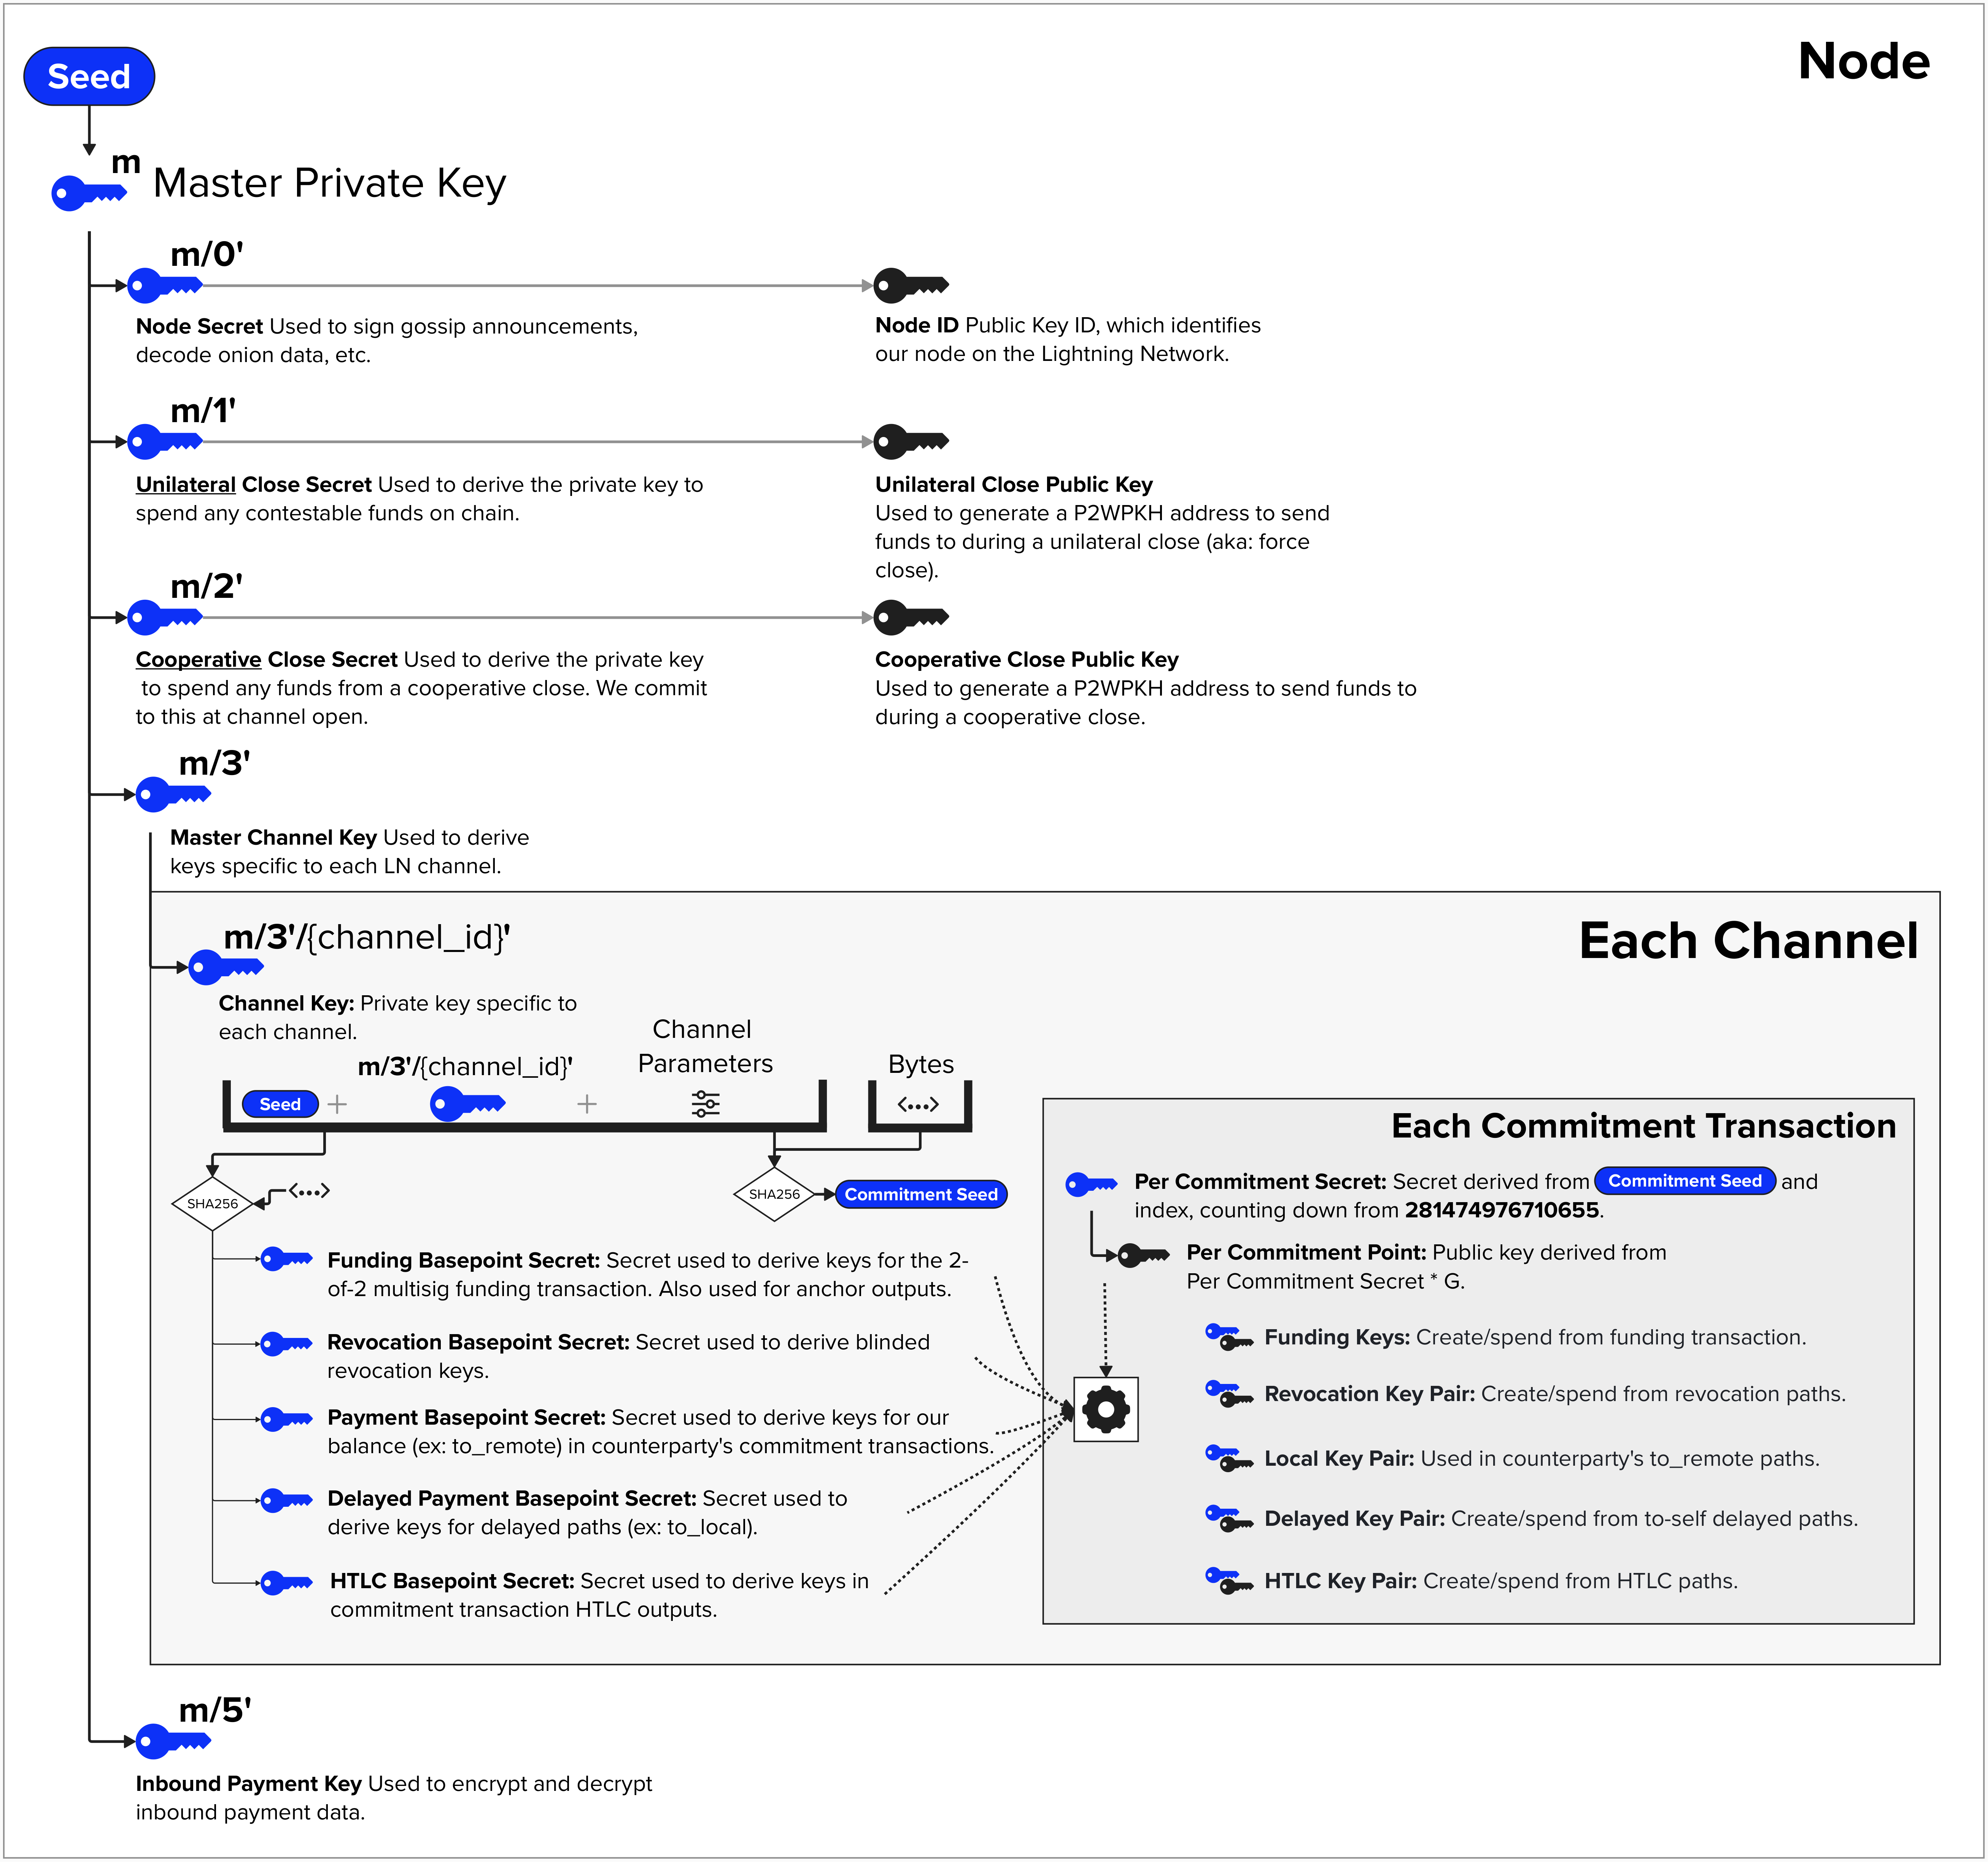 Node
Seed
m
Master Private Key
m/0'
Node Secret Used to sign gossip announcements,
decode onion data, etc.
Node ID Public Key ID, which identifies
our node on the Lightning Network.
m/1'
Unilateral Close Secret Used to derive the private key to
spend any contestable funds on chain.
Unilateral Close Public Key
Used to generate a P2WPKH address to send
funds to during a unilateral close (aka: force
close).
m/2'
Cooperative Close Secret Used to derive the private key
to spend any funds from a cooperative close. We commit
to this at channel open.
Cooperative Close Public Key
Used to generate a P2WPKH address to send funds to
during a cooperative close.
m/3'
Master Channel Key Used to derive
keys specific to each LN channel.
Each Channel
m/3'/{channel_id}'
Channel Key: Private key specific to
each channel.
Seed
+
m/3'/{channel_id}'
+
Channel
Parameters
Bytes
<...>
SHA256
<...>
SHA256
Commitment Seed
Funding Basepoint Secret: Secret used to derive keys for the 2-
of-2 multisig funding transaction. Also used for anchor outputs.
Revocation Basepoint Secret: Secret used to derive blinded
revocation keys.
Payment Basepoint Secret: Secret used to derive keys for our
balance (ex: to_remote) in counterparty's commitment transactions.
Delayed Payment Basepoint Secret: Secret used to
derive keys for delayed paths (ex: to_local).
HTLC Basepoint Secret: Secret used to derive keys in
commitment transaction HTLC outputs.
Each Commitment Transaction
Per Commitment Secret: Secret derived from Commitment Seed and
index, counting down from 281474976710655.
Per Commitment Point: Public key derived from
Per Commitment Secret * G.
Funding Keys: Create/spend from funding transaction.
Revocation Key Pair: Create/spend from revocation paths.
Local Key Pair: Used in counterparty's to_remote paths.
Delayed Key Pair: Create/spend from to-self delayed paths.
HTLC Key Pair: Create/spend from HTLC paths.
m/5'
Inbound Payment Key Used to encrypt and decrypt
inbound payment data.